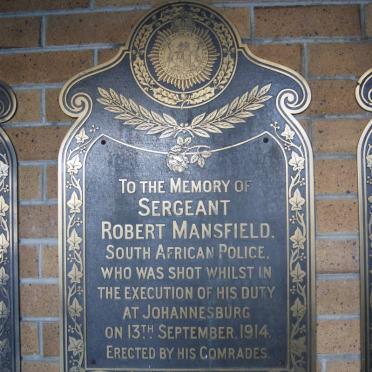 TO THE MEMORY OF
SERGEANT
ROBERT MANSFIELD.
SOUTH AFRICAN POLICE.
WHO WAS SHOT WHILST IN
THE EXECUTION OF HIS DUTY
AT JOHANNESBURG
ON 13TH SEPTEMBER, 1914.
ERECTED BY HIS COMRADES.